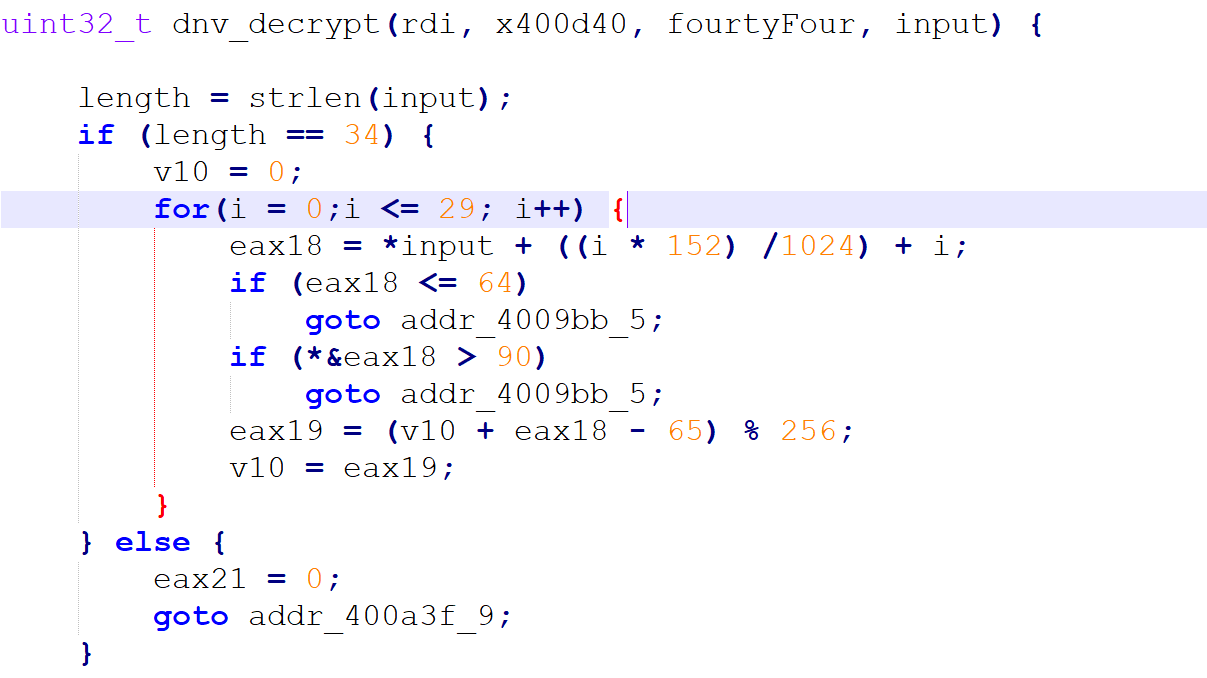 uint32_t dnv_decrypt(rdi, x400d40, fourtyFour, input) {
length = strlen(input);
if (length == 34) {
v10 = 0;
for(i = 0;i <= 29; i++) {
eax18 = *input + ((i * 152) /1024) + i;
if (eax18 <= 64)
goto addr_4009bb_5;
if (*&eax18 > 90)
goto addr_4009bb_5;
eax19 = (v10 + eax18 - 65) % 256;
v10 = eax19;
}
} else {
eax21 = 0;
goto addr_400a3f_9;
}